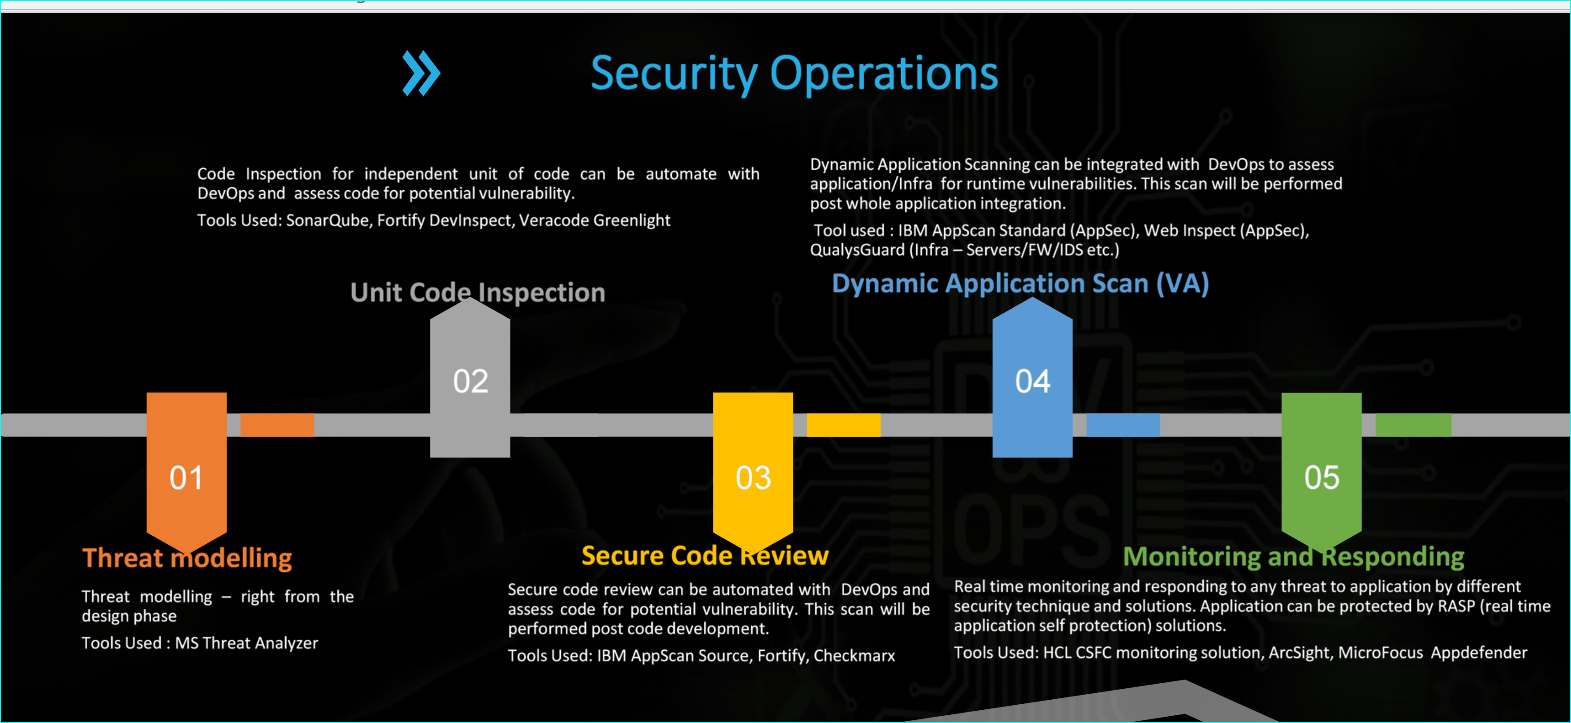 Security Operations
Code Inspection for independent unit of code can be automate with
DevOps and assess code for potential vulnerability.
Tools Used: SonarQube, Fortify DevInspect, Veracode Greenlight
Unit Code Inspection
02
Dynamic Application Scanning can be integrated with DevOps to assess
application/Infra for runtime vulnerabilities. This scan will be performed
post whole application integration.
Tool used : IBM AppScan Standard (AppSec), Web Inspect (AppSec),
QualysGuard (Infra – Servers/FW/IDS etc.)
Dynamic Application Scan (VA)
04
01
Threat modelling
Threat modelling – right from the
design phase
Tools Used : MS Threat Analyzer
03
Secure Code Review
Secure code review can be automated with DevOps and
assess code for potential vulnerability. This scan will be
performed post code development.
Tools Used: IBM AppScan Source, Fortify, Checkmarx
05
Monitoring and Responding
Real time monitoring and responding to any threat to application by different
security technique and solutions. Application can be protected by RASP (real time
application self protection) solutions.
Tools Used: HCL CSFC monitoring solution, ArcSight, MicroFocus Appdefender
OPS